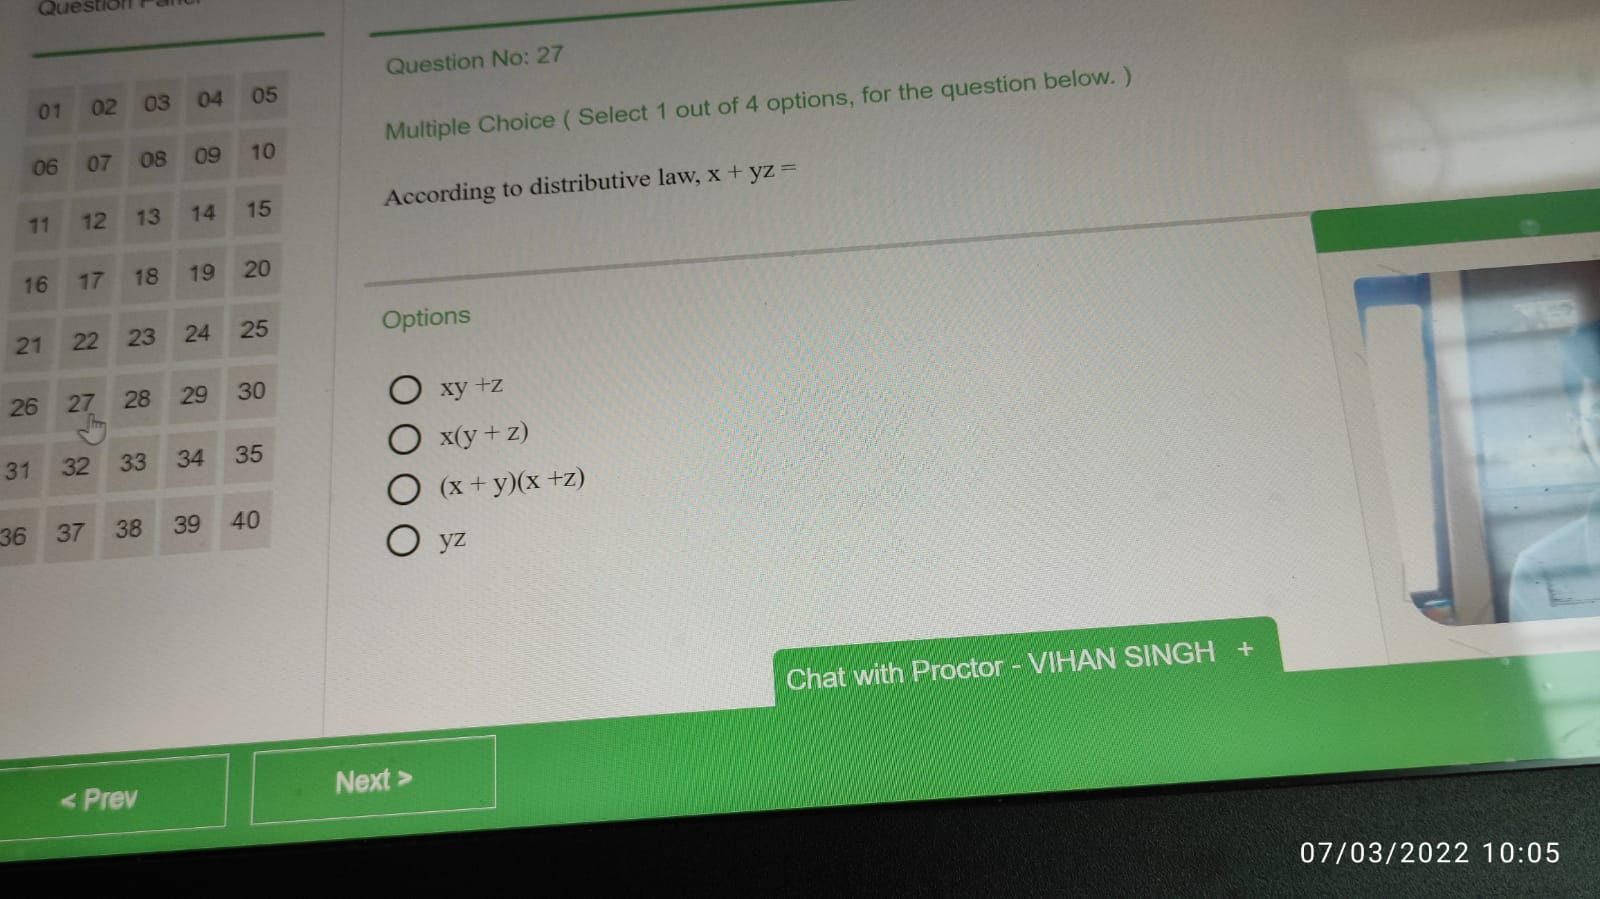 Question Panel
01 02 03 04 05
06 07 08 09 10
11 12 13 14 15
16 17 18 19 20
21 22 23 24 25
26 27 28 29 30
31 32 33 34 35
36 37 38 39 40
Question No: 27
Multiple Choice ( Select 1 out of 4 options, for the question below. )
According to distributive law, x + yz =
Options
xy +z
x(y + z)
(x + y)(x +z)
yz
Chat with Proctor - VIHAN SINGH +
< Prev
Next >
07/03/2022 10:05